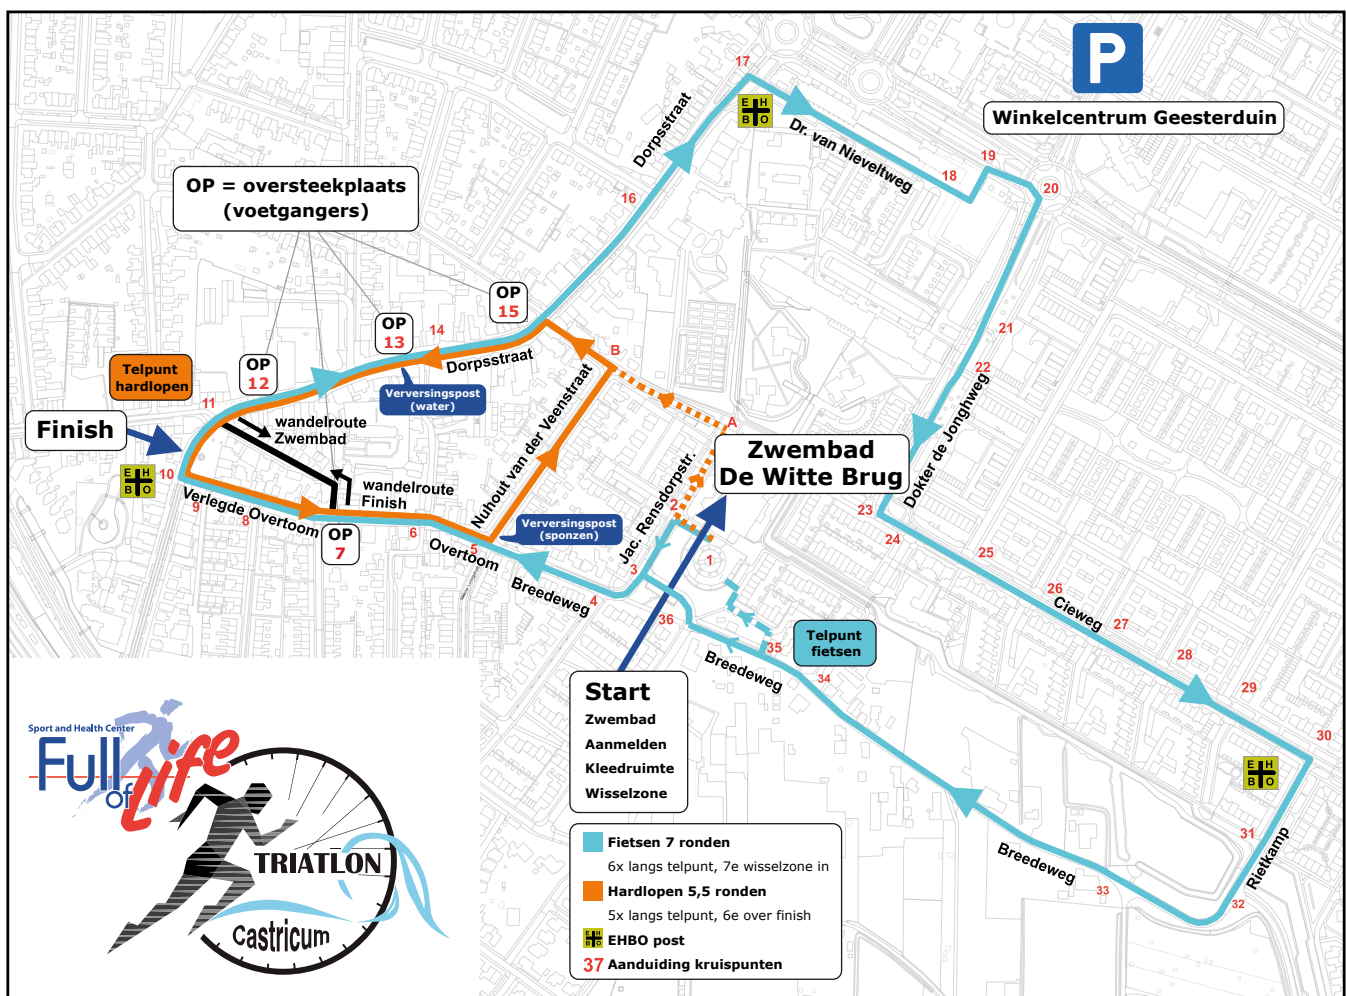 17
Dorpsstraat
E H
B O
Dr. van Nieveltweg
P
Winkelcentrum Geesterduin
18
19
20
16
OP = oversteekplaats
(voetgangers)
OP
15
OP
13
14
OP
12
Dorpsstraat
Telpunt
hardlopen
11
Verversingspost
(water)
B
21
22
Dokter de Jonghweg
Finish
wandelroute
Zwembad
Nuhout van der Veenstraat
A
Zwembad
De Witte Brug
E H
B O
10
9
Verlegde Overtoom
8
wandelroute
Finish
OP
7
6
Overtoom
5
Verversingspost
(sponzen)
Jac. Rensdorpstr.
2
1
3
Breedeweg
4
23
24
25
26
Cieweg
27
28
29
30
36
35
Breedeweg
34
Telpunt
fietsen
Start
Zwembad
Aanmelden
Kleedruimte
Wisselzone
E H
B O
31
Rietkamp
32
33
Breedeweg
Fietsen 7 ronden
6x langs telpunt, 7e wisselzone in
Hardlopen 5,5 ronden
5x langs telpunt, 6e over finish
E H
B O
EHBO post
37 Aanduiding kruispunten
Sport and Health Center
Full of Life
TRIATLON
Castricum